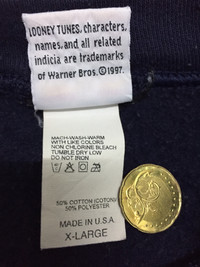 LOONEY TUNES, characters,
names, and all related
indicia are trademarks
of Warner Bros. ©1997.
MACH-WASH-WARM
WITH LIKE COLORS
NON CHLORINE BLEACH
TUMBLE DRY LOW
DO NOT IRON
50% COTTON (COTON)
50% POLYESTER
MADE IN U.S.A.
X-LARGE